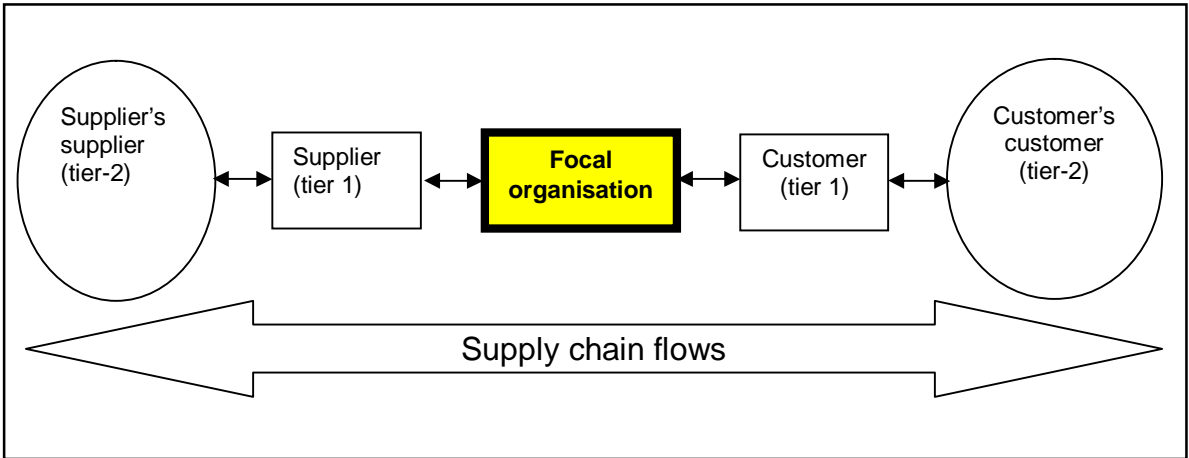 Supplier’s
supplier
(tier-2)
Supplier
(tier 1)
Focal
organisation
Customer
(tier 1)
Customer’s
customer
(tier-2)
Supply chain flows